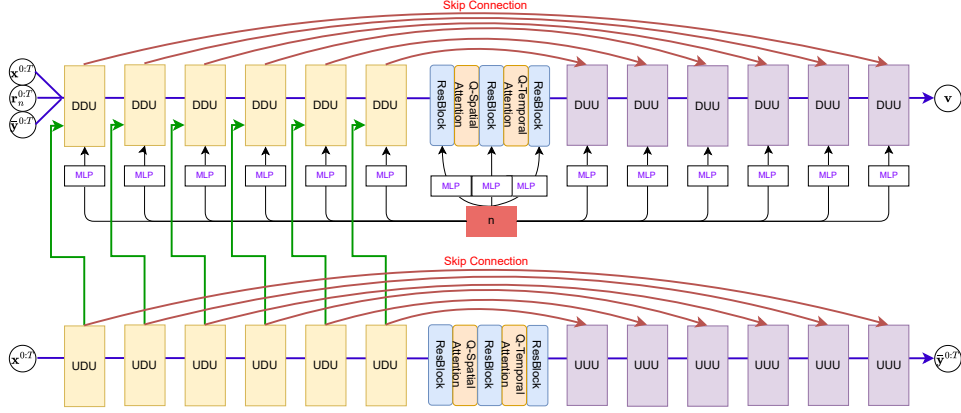 Skip Connection
x^{0:T}
r_n^{0:T}
ȳ^{0:T}
DDU DDU DDU DDU DDU DDU
ResBlock
Q-Spatial
Attention
ResBlock
Q-Temporal
Attention
ResBlock
DUU DUU DUU DUU DUU DUU
v
MLP MLP MLP MLP MLP MLP MLP MLP MLP MLP MLP MLP MLP MLP MLP
n
Skip Connection
x^{0:T}
UDU UDU UDU UDU UDU UDU
ResBlock
Q-Spatial
Attention
ResBlock
Q-Temporal
Attention
ResBlock
UUU UUU UUU UUU UUU UUU
ȳ^{0:T}